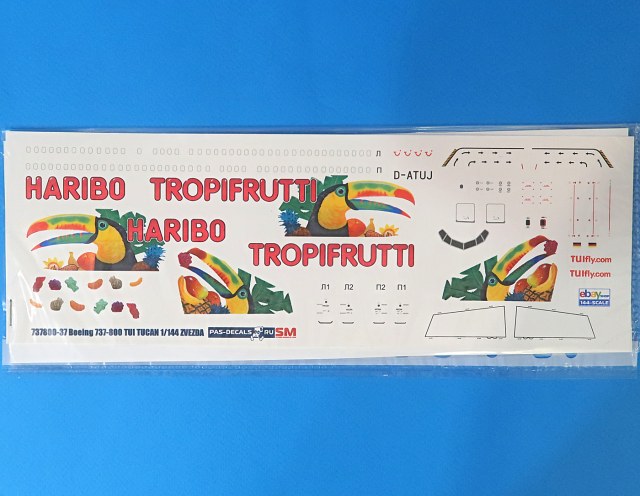 Л
П
D-ATUJ
HARIBO TROPIFRUTTI
HARIBO
TROPIFRUTTI
TUIfly.com
TUIfly.com
Л1 Л2 П1 П2
ebay
144-SCALE
737800-37 Boeing 737-800 TUI TUCAN 1/144 ZVEZDA
PAS-DECALS RU SM